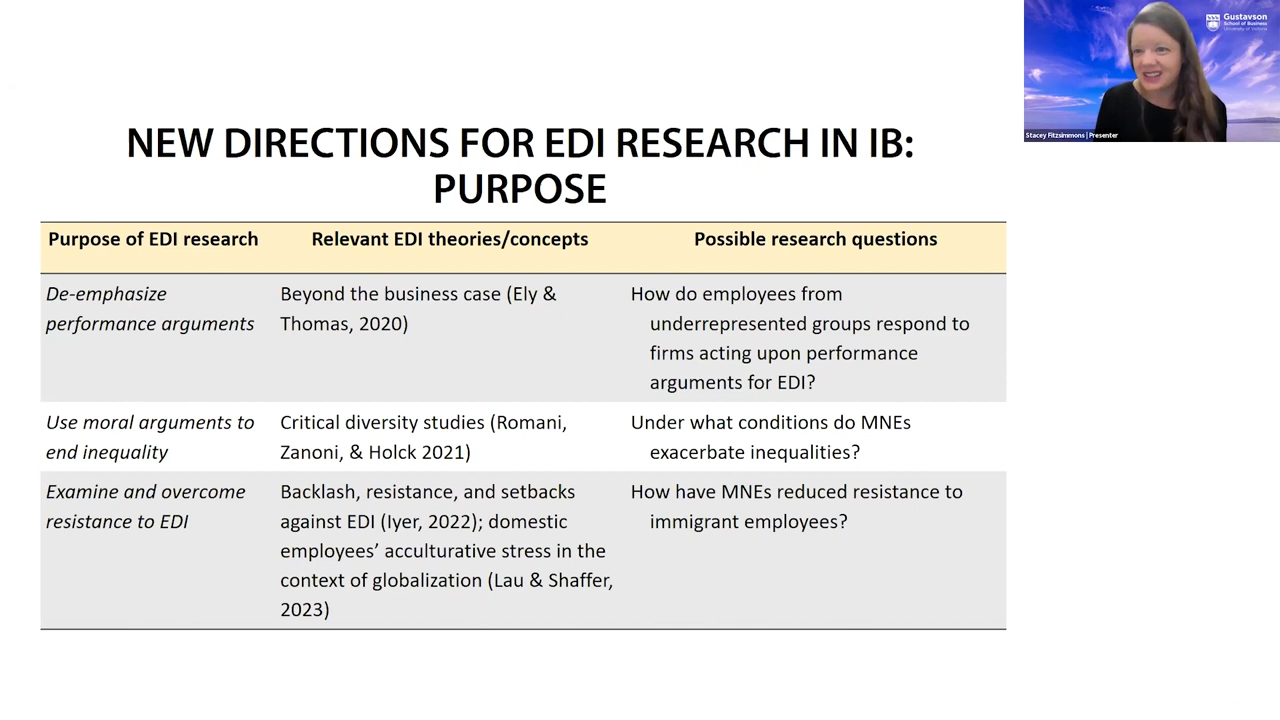 Gustavson
School of Business
University of Victoria
Stacey Fitzsimmons | Presenter
NEW DIRECTIONS FOR EDI RESEARCH IN IB:
PURPOSE
Purpose of EDI research
Relevant EDI theories/concepts
Possible research questions
De-emphasize
performance arguments
Beyond the business case (Ely &
Thomas, 2020)
How do employees from
underrepresented groups respond to
firms acting upon performance
arguments for EDI?
Use moral arguments to
end inequality
Critical diversity studies (Romani,
Zanoni, & Holck 2021)
Under what conditions do MNEs
exacerbate inequalities?
Examine and overcome
resistance to EDI
Backlash, resistance, and setbacks
against EDI (Iyer, 2022); domestic
employees’ acculturative stress in the
context of globalization (Lau & Shaffer,
2023)
How have MNEs reduced resistance to
immigrant employees?